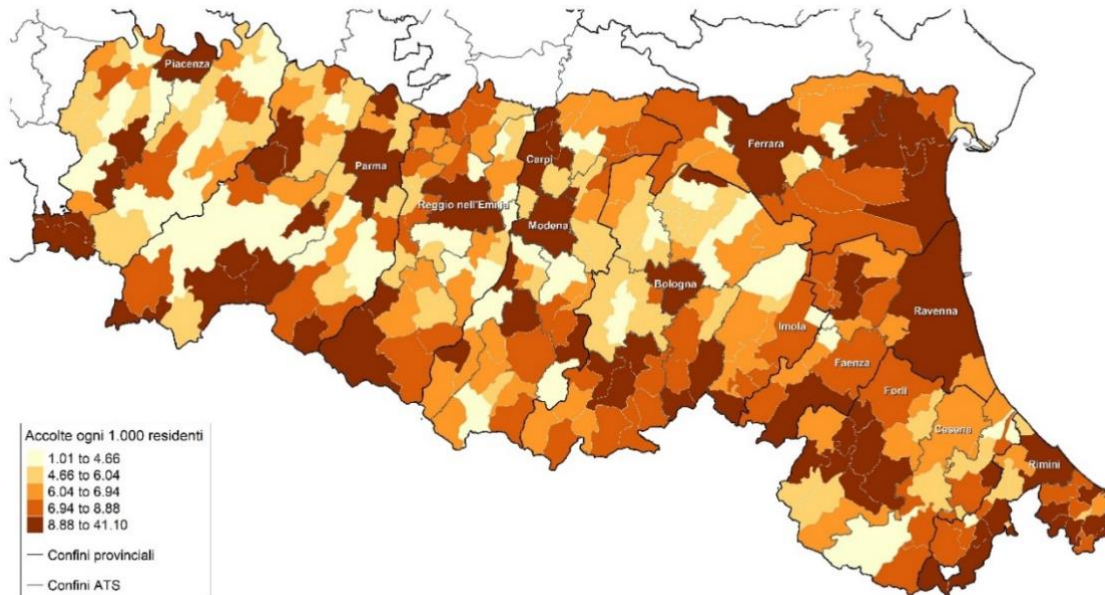 Piacenza
Parma
Reggio nell'Emilia
Carpi
Modena
Bologna
Ferrara
Imola
Ravenna
Faenza
Forlì
Cesena
Rimini
Accolte ogni 1.000 residenti
1.01 to 4.66
4.66 to 6.04
6.04 to 6.94
6.94 to 8.88
8.88 to 41.10
Confini provinciali
Confini ATS